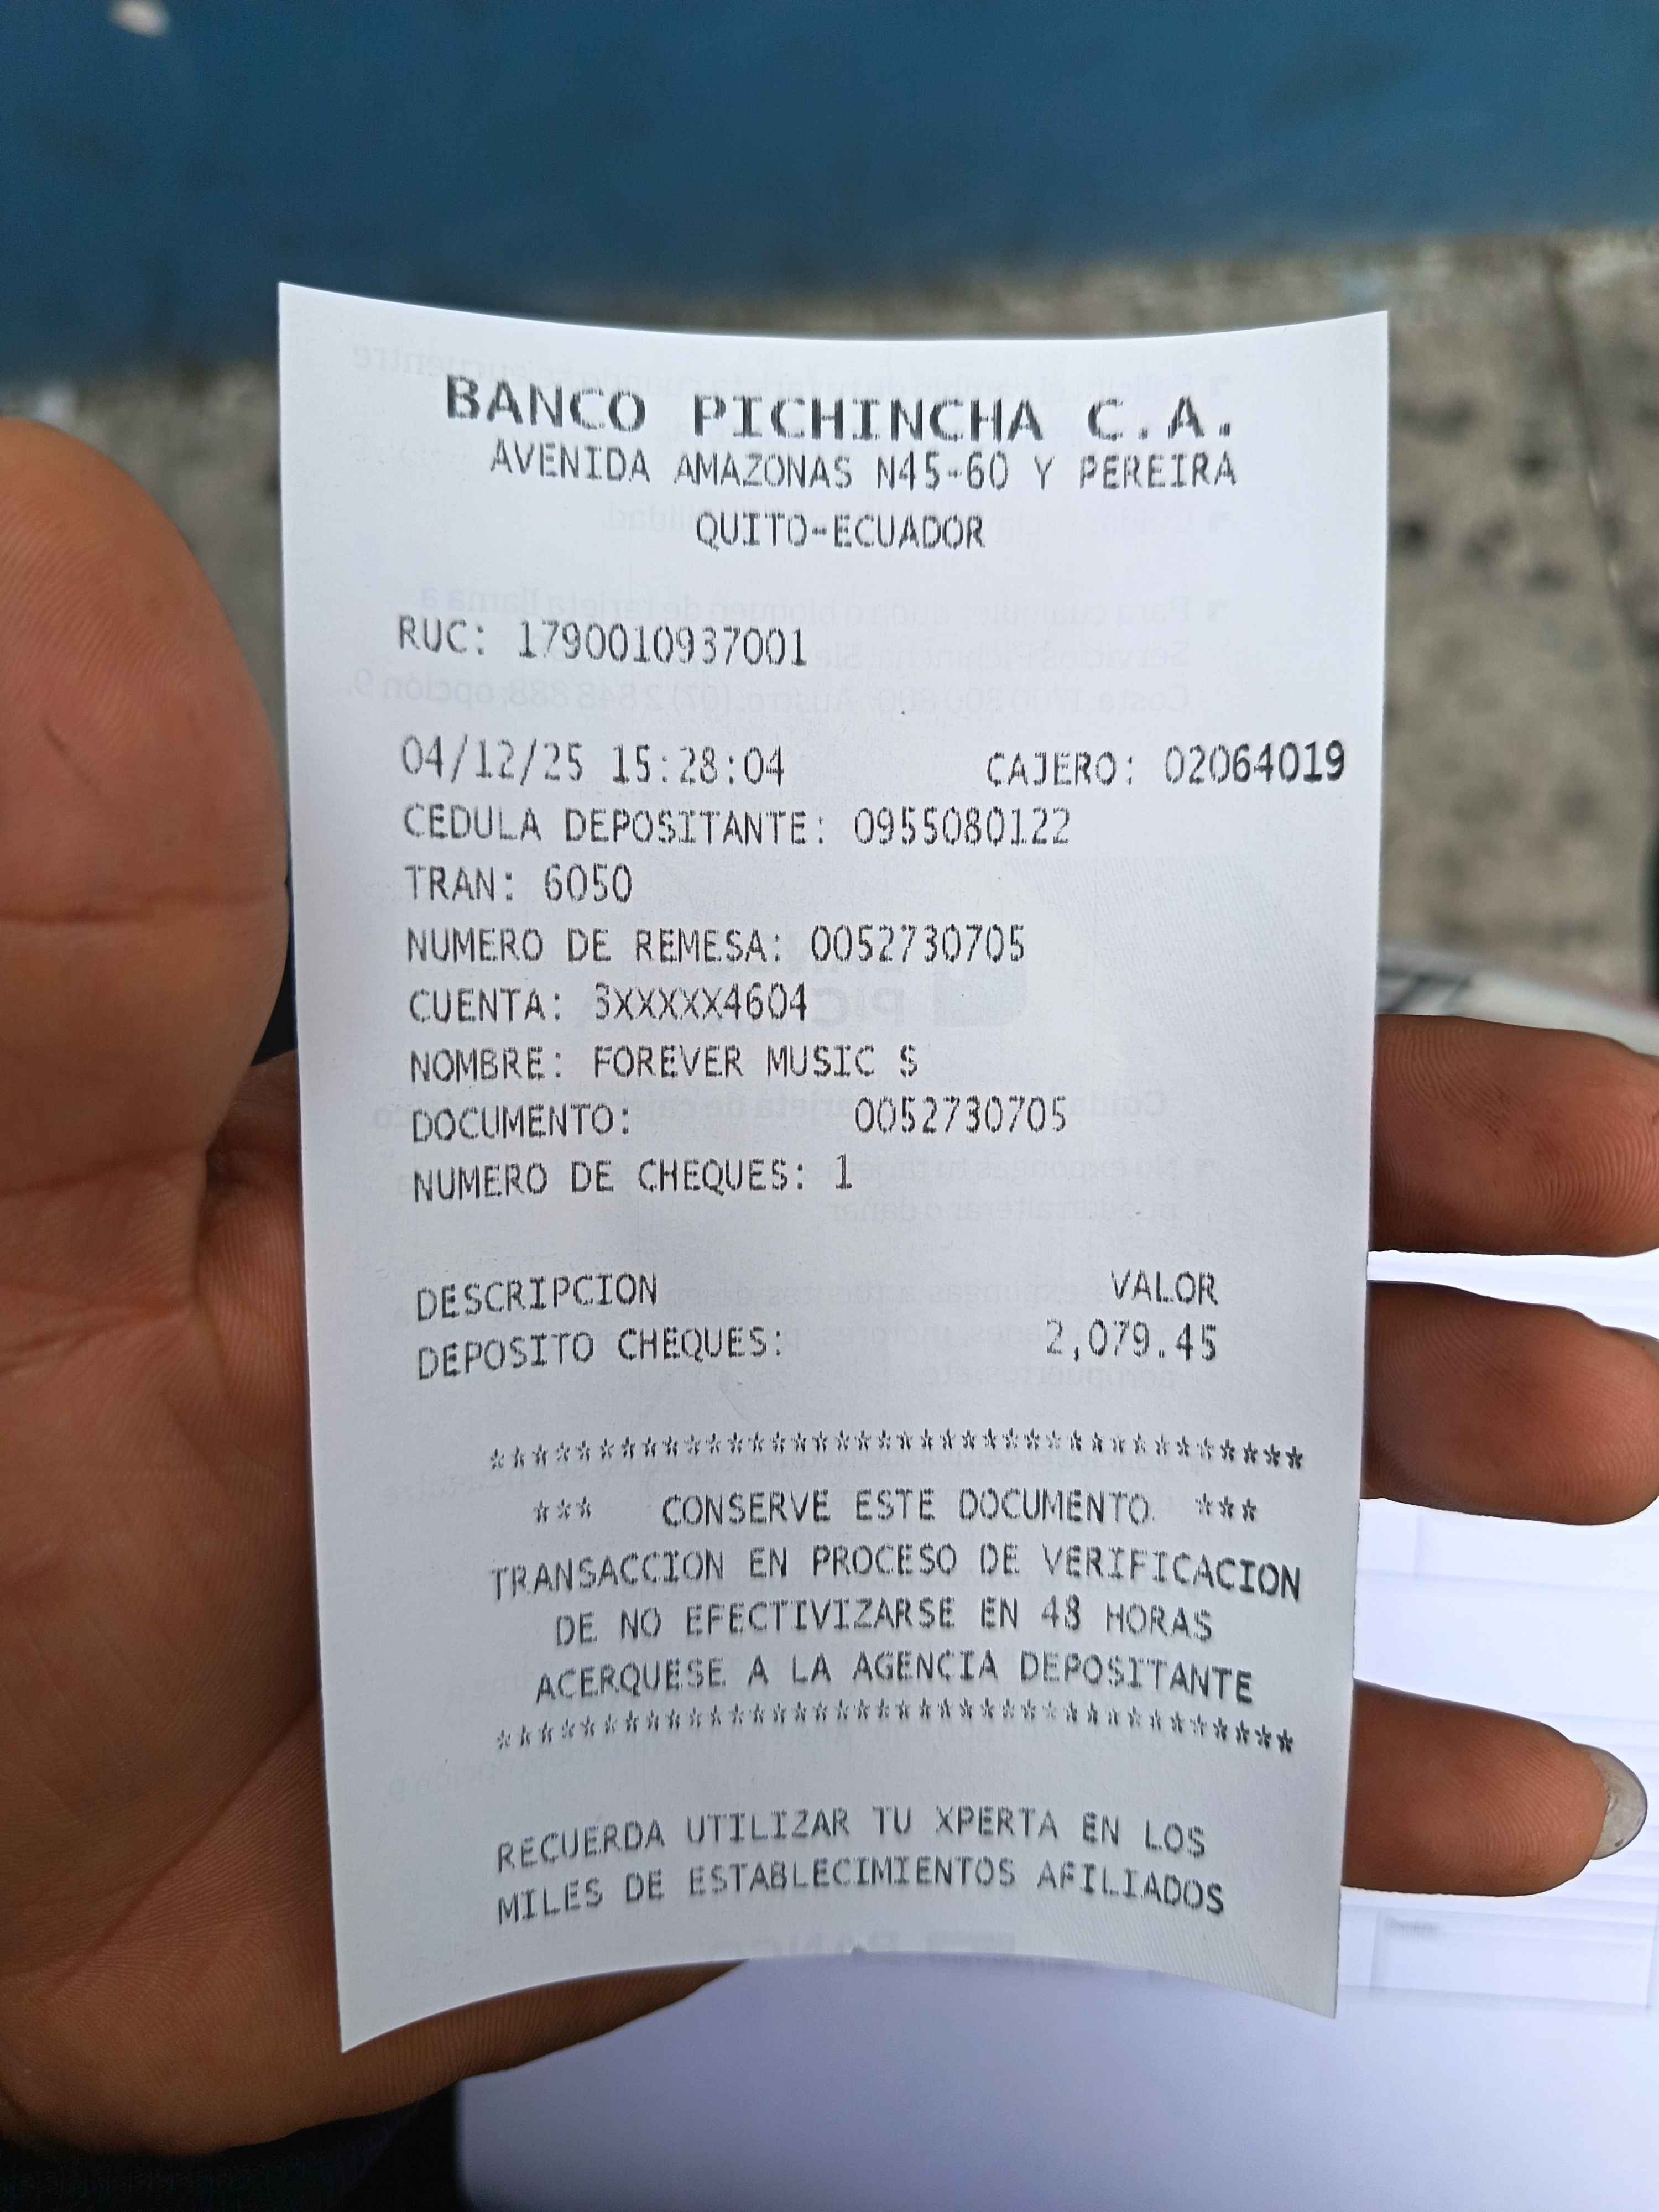 BANCO PICHINCHA C.A.
AVENIDA AMAZONAS N45-60 Y PEREIRA
QUITO-ECUADOR
RUC: 1790010937001
04/12/25 15:28:04 CAJERO: 02064019
CEDULA DEPOSITANTE: 0955080122
TRAN: 6050
NUMERO DE REMESA: 0052730705
CUENTA: 3XXXXX4604
NOMBRE: FOREVER MUSIC S
DOCUMENTO: 0052730705
NUMERO DE CHEQUES: 1
DESCRIPCION VALOR
DEPOSITO CHEQUES: 2,079.45
**************************************
*** CONSERVE ESTE DOCUMENTO ***
TRANSACCION EN PROCESO DE VERIFICACION
DE NO EFECTIVIZARSE EN 48 HORAS
ACERQUESE A LA AGENCIA DEPOSITANTE
**************************************
RECUERDA UTILIZAR TU XPERTA EN LOS
MILES DE ESTABLECIMIENTOS AFILIADOS